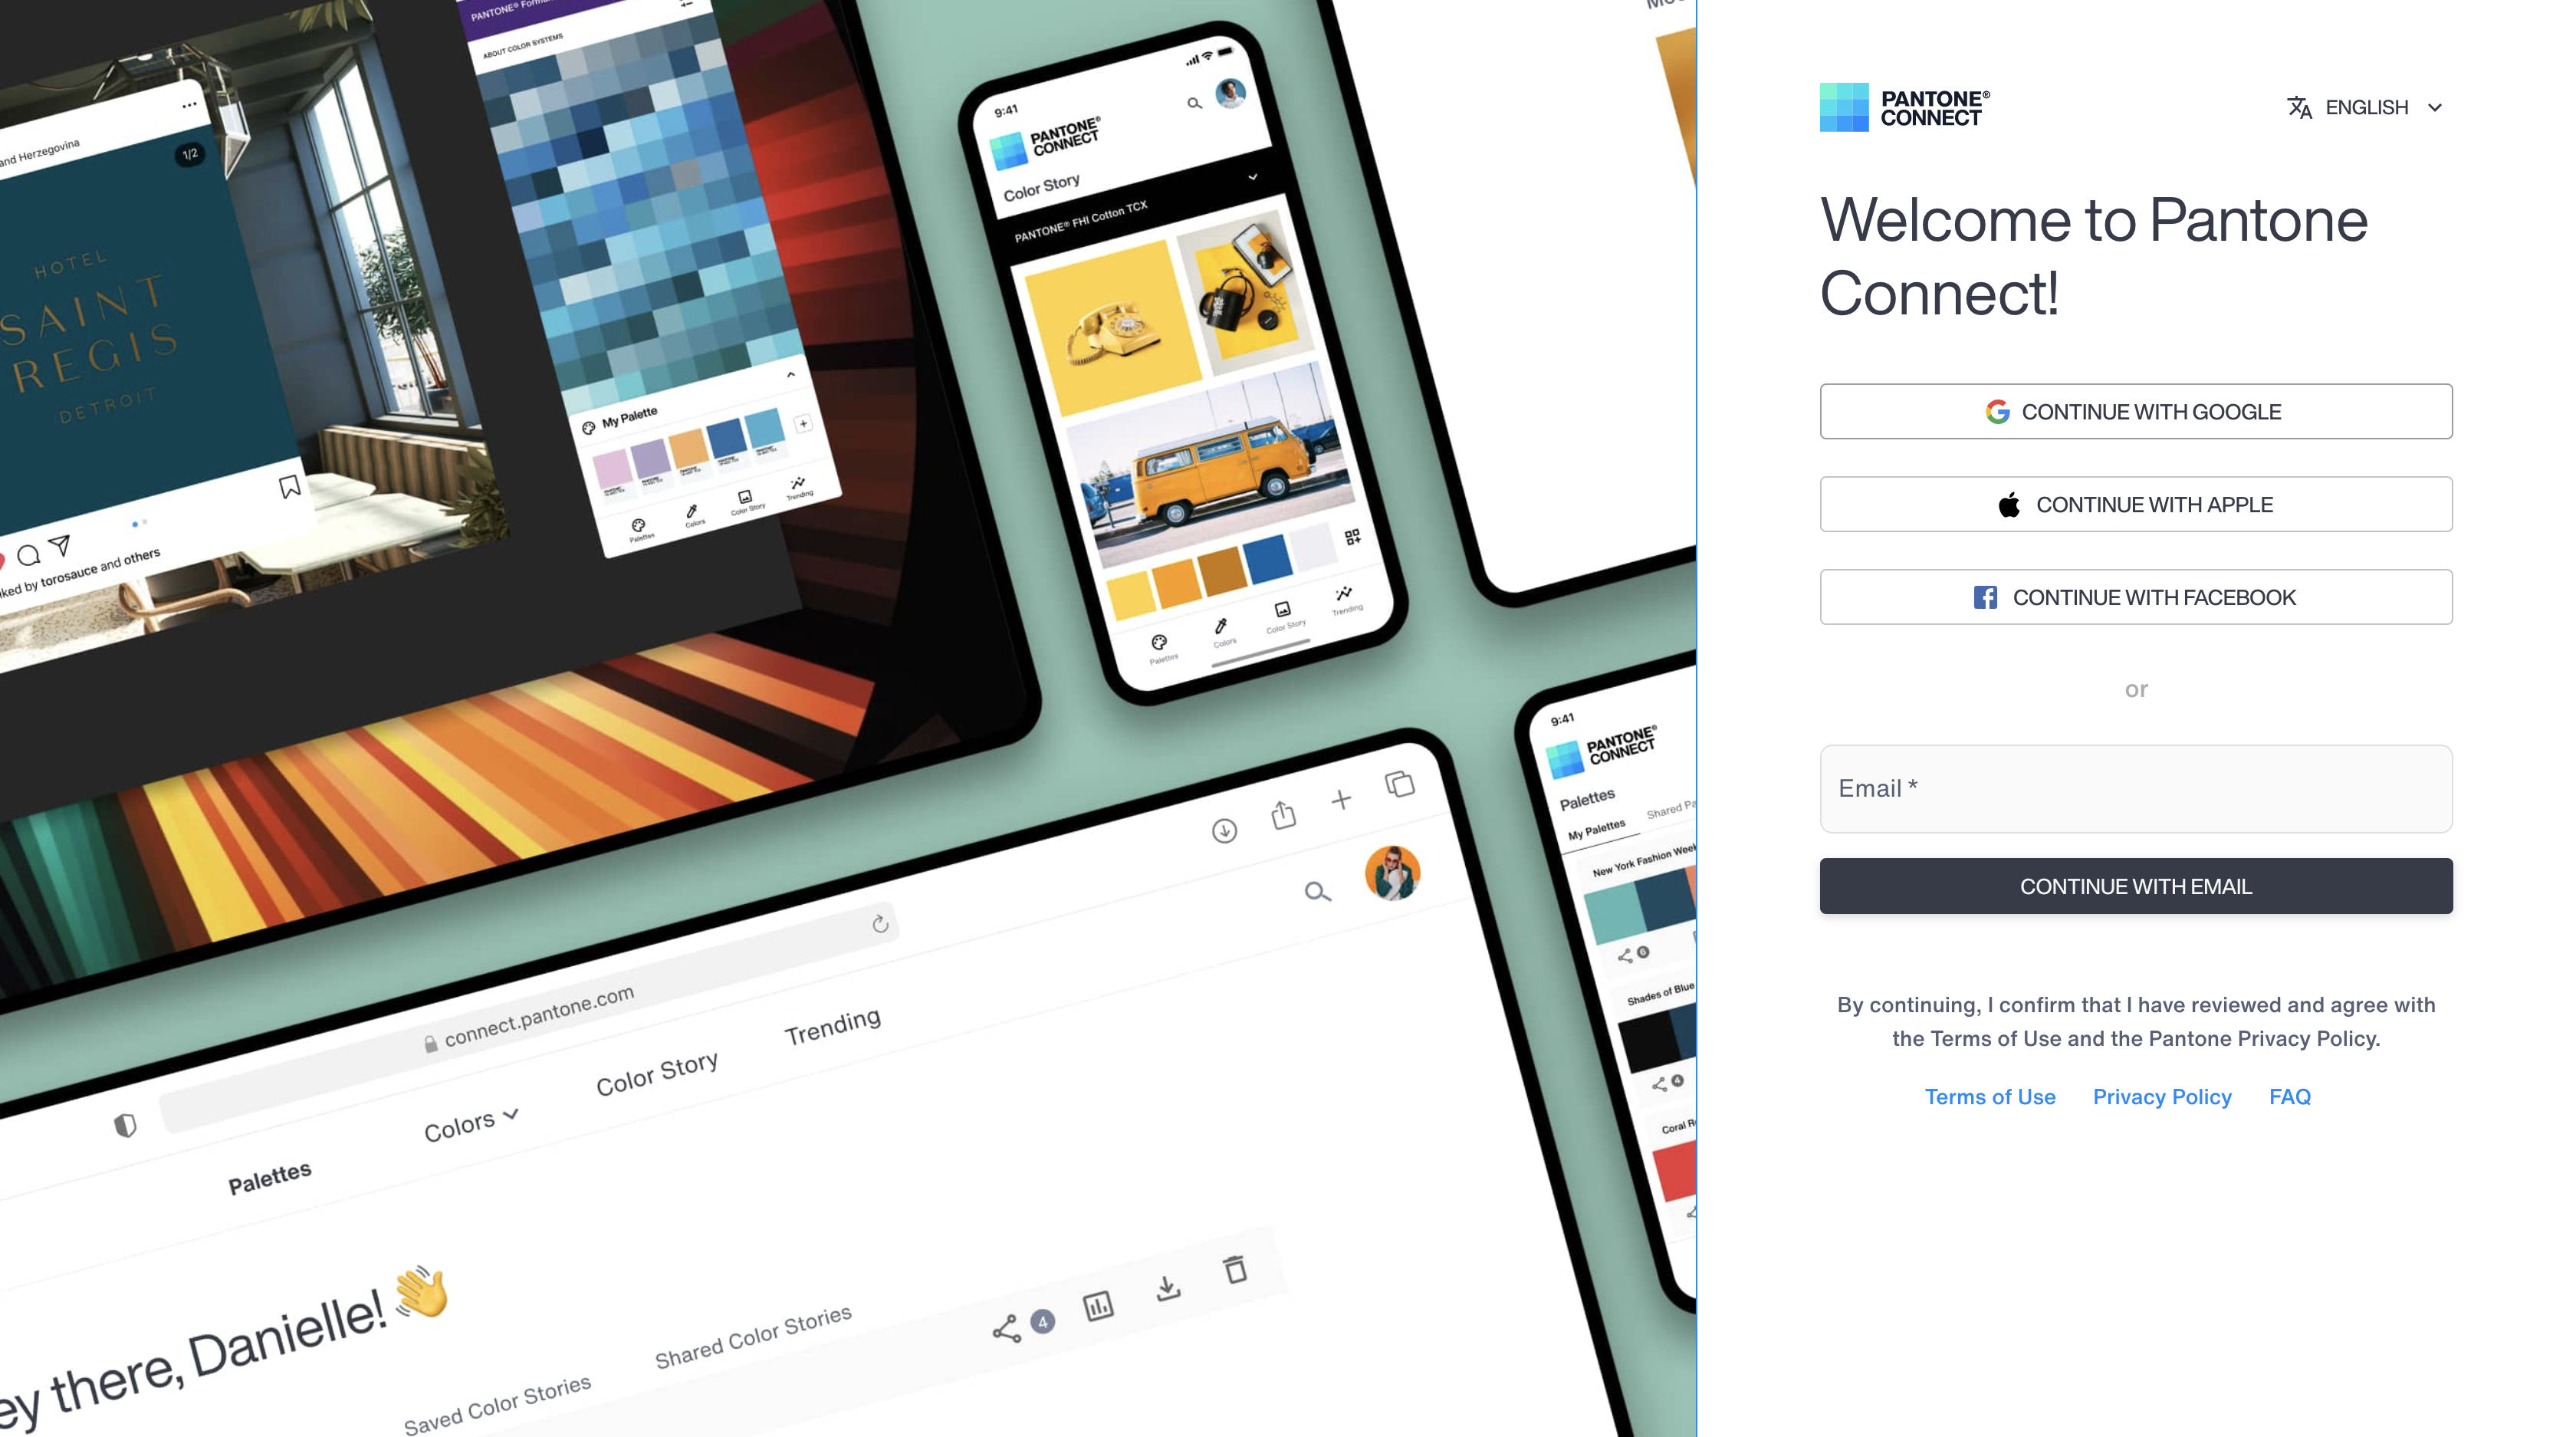 PANTONE®
ABOUT COLOR SYSTEMS
and Herzegovina
1/2
HOTEL
SAINT
REGIS
DETROIT
by torosauce and others
My Palette
Palettes
Colors
Color Story
Trending
9:41
PANTONE®
CONNECT
Color Story
PANTONE® FHI Cotton TCX
Palettes
Colors
Color Story
Trending
connect.pantone.com
Palettes
Colors
Color Story
Trending
there, Danielle! 👋
Saved Color Stories
Shared Color Stories
4
9:41
PANTONE®
CONNECT
Palettes
My Palettes
Shared
New York Fashion
6
Shades of Blue
4
Coral
PANTONE®
CONNECT
ENGLISH
Welcome to Pantone
Connect!
CONTINUE WITH GOOGLE
CONTINUE WITH APPLE
CONTINUE WITH FACEBOOK
or
Email *
CONTINUE WITH EMAIL
By continuing, I confirm that I have reviewed and agree with
the Terms of Use and the Pantone Privacy Policy.
Terms of Use Privacy Policy FAQ